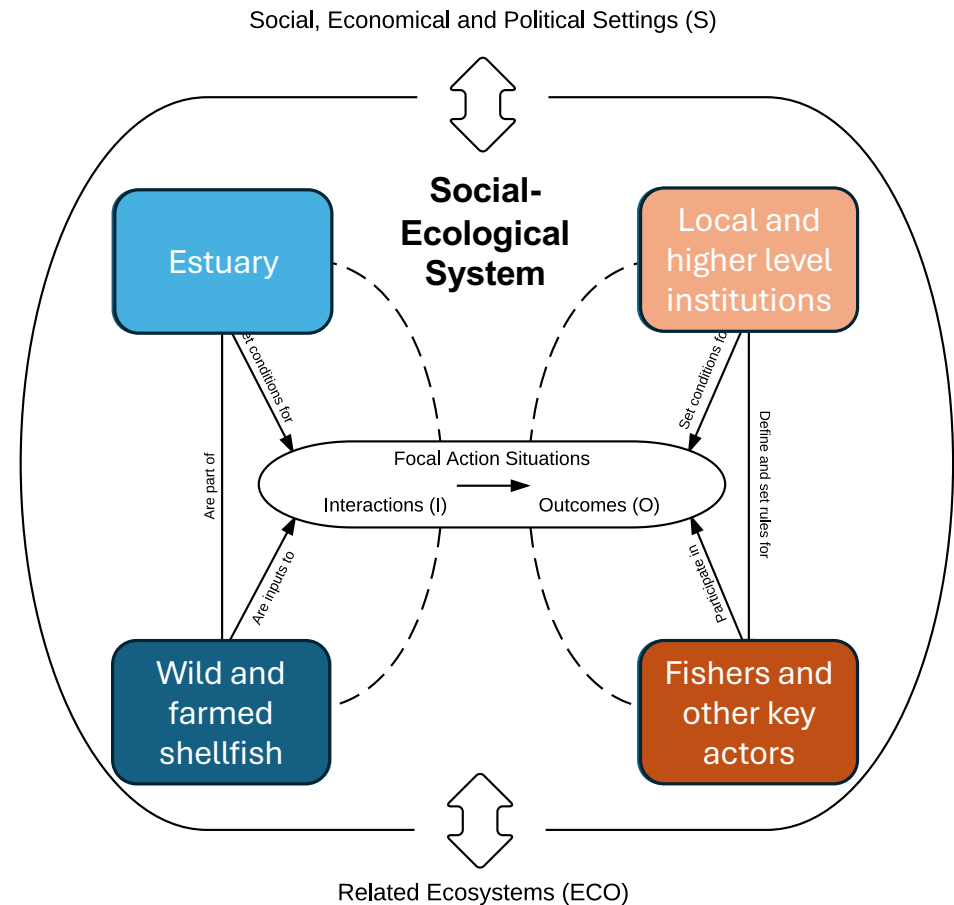 Social, Economical and Political Settings (S)
Social-
Ecological
System
Estuary
Local and
higher level
institutions
et conditions for
Set conditions fo
Are part of
Define and set rules for
Focal Action Situations
Interactions (I)
Outcomes (O)
Are inputs to
Participate in
Wild and
farmed
shellfish
Fishers and
other key
actors
Related Ecosystems (ECO)